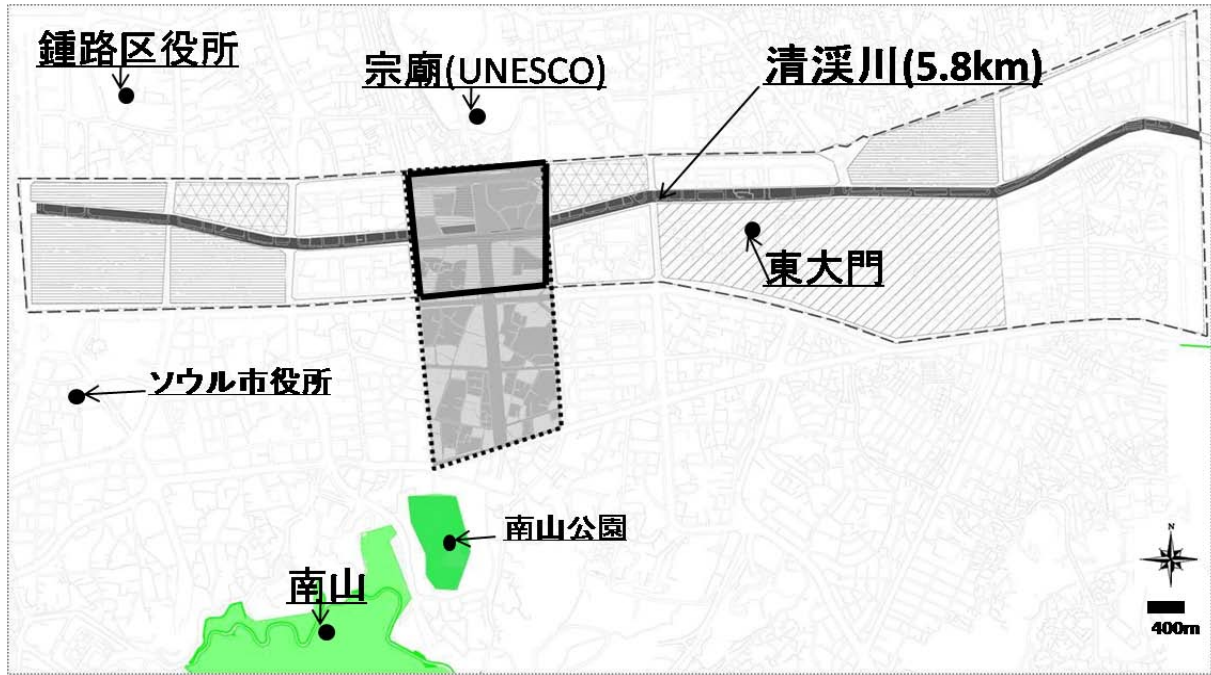 鍾路区役所
宗廟(UNESCO)
清渓川(5.8km)
東大門
ソウル市役所
南山公園
南山
N
400m